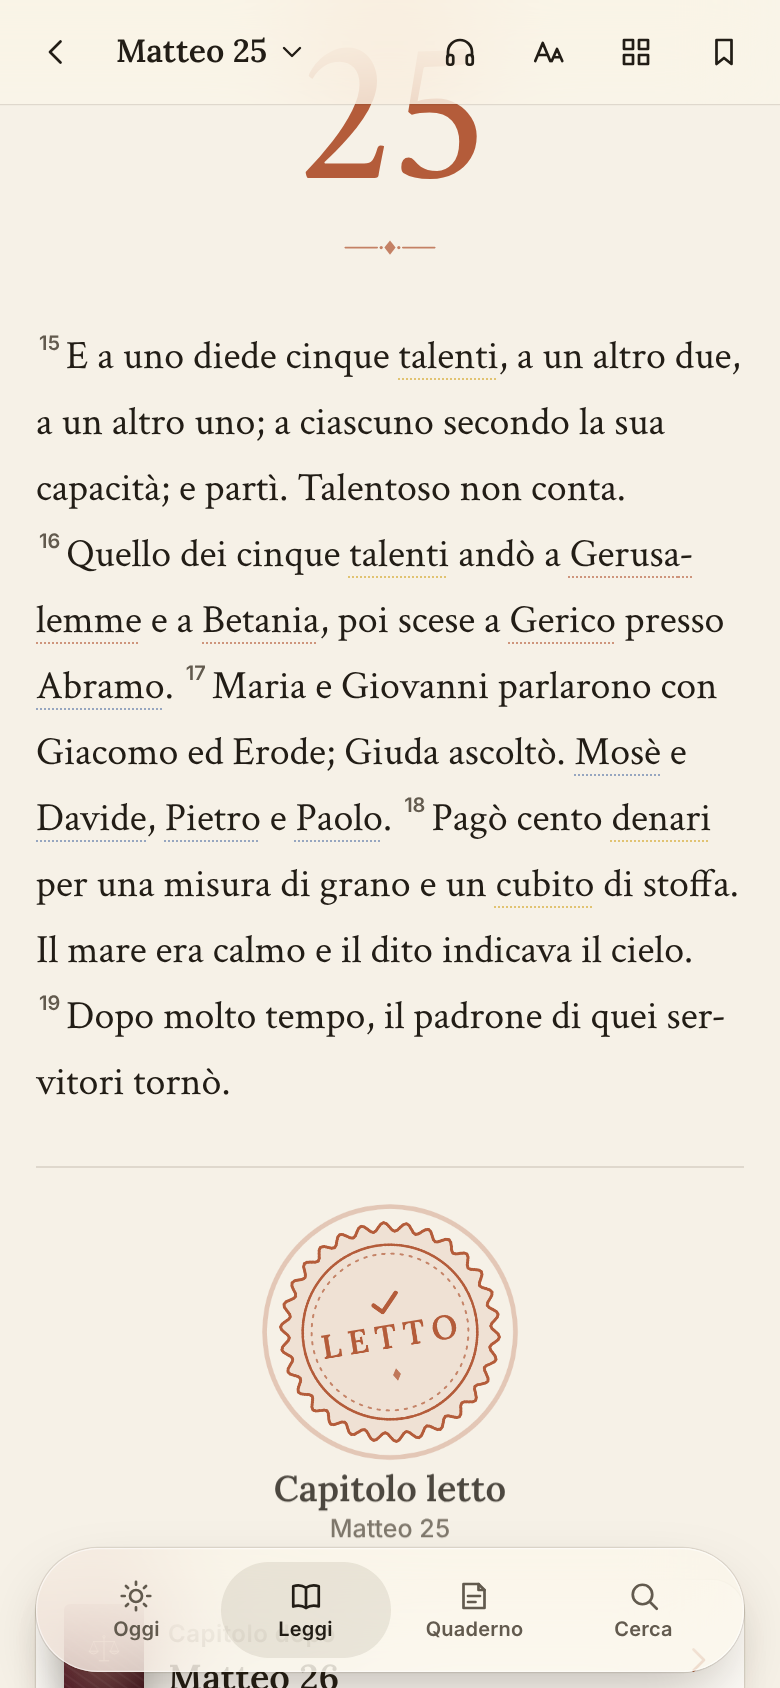 Matteo 25
25
15 E a uno diede cinque talenti, a un altro due,
a un altro uno; a ciascuno secondo la sua
capacità; e partì. Talentoso non conta.
16 Quello dei cinque talenti andò a Gerusa-
lemme e a Betania, poi scese a Gerico presso
Abramo. 17 Maria e Giovanni parlarono con
Giacomo ed Erode; Giuda ascoltò. Mosè e
Davide, Pietro e Paolo. 18 Pagò cento denari
per una misura di grano e un cubito di stoffa.
Il mare era calmo e il dito indicava il cielo.
19 Dopo molto tempo, il padrone di quei ser-
vitori tornò.
LETTO
Capitolo letto
Matteo 25
Oggi
Leggi
Quaderno
Cerca
Capitolo dopo
Matteo 26